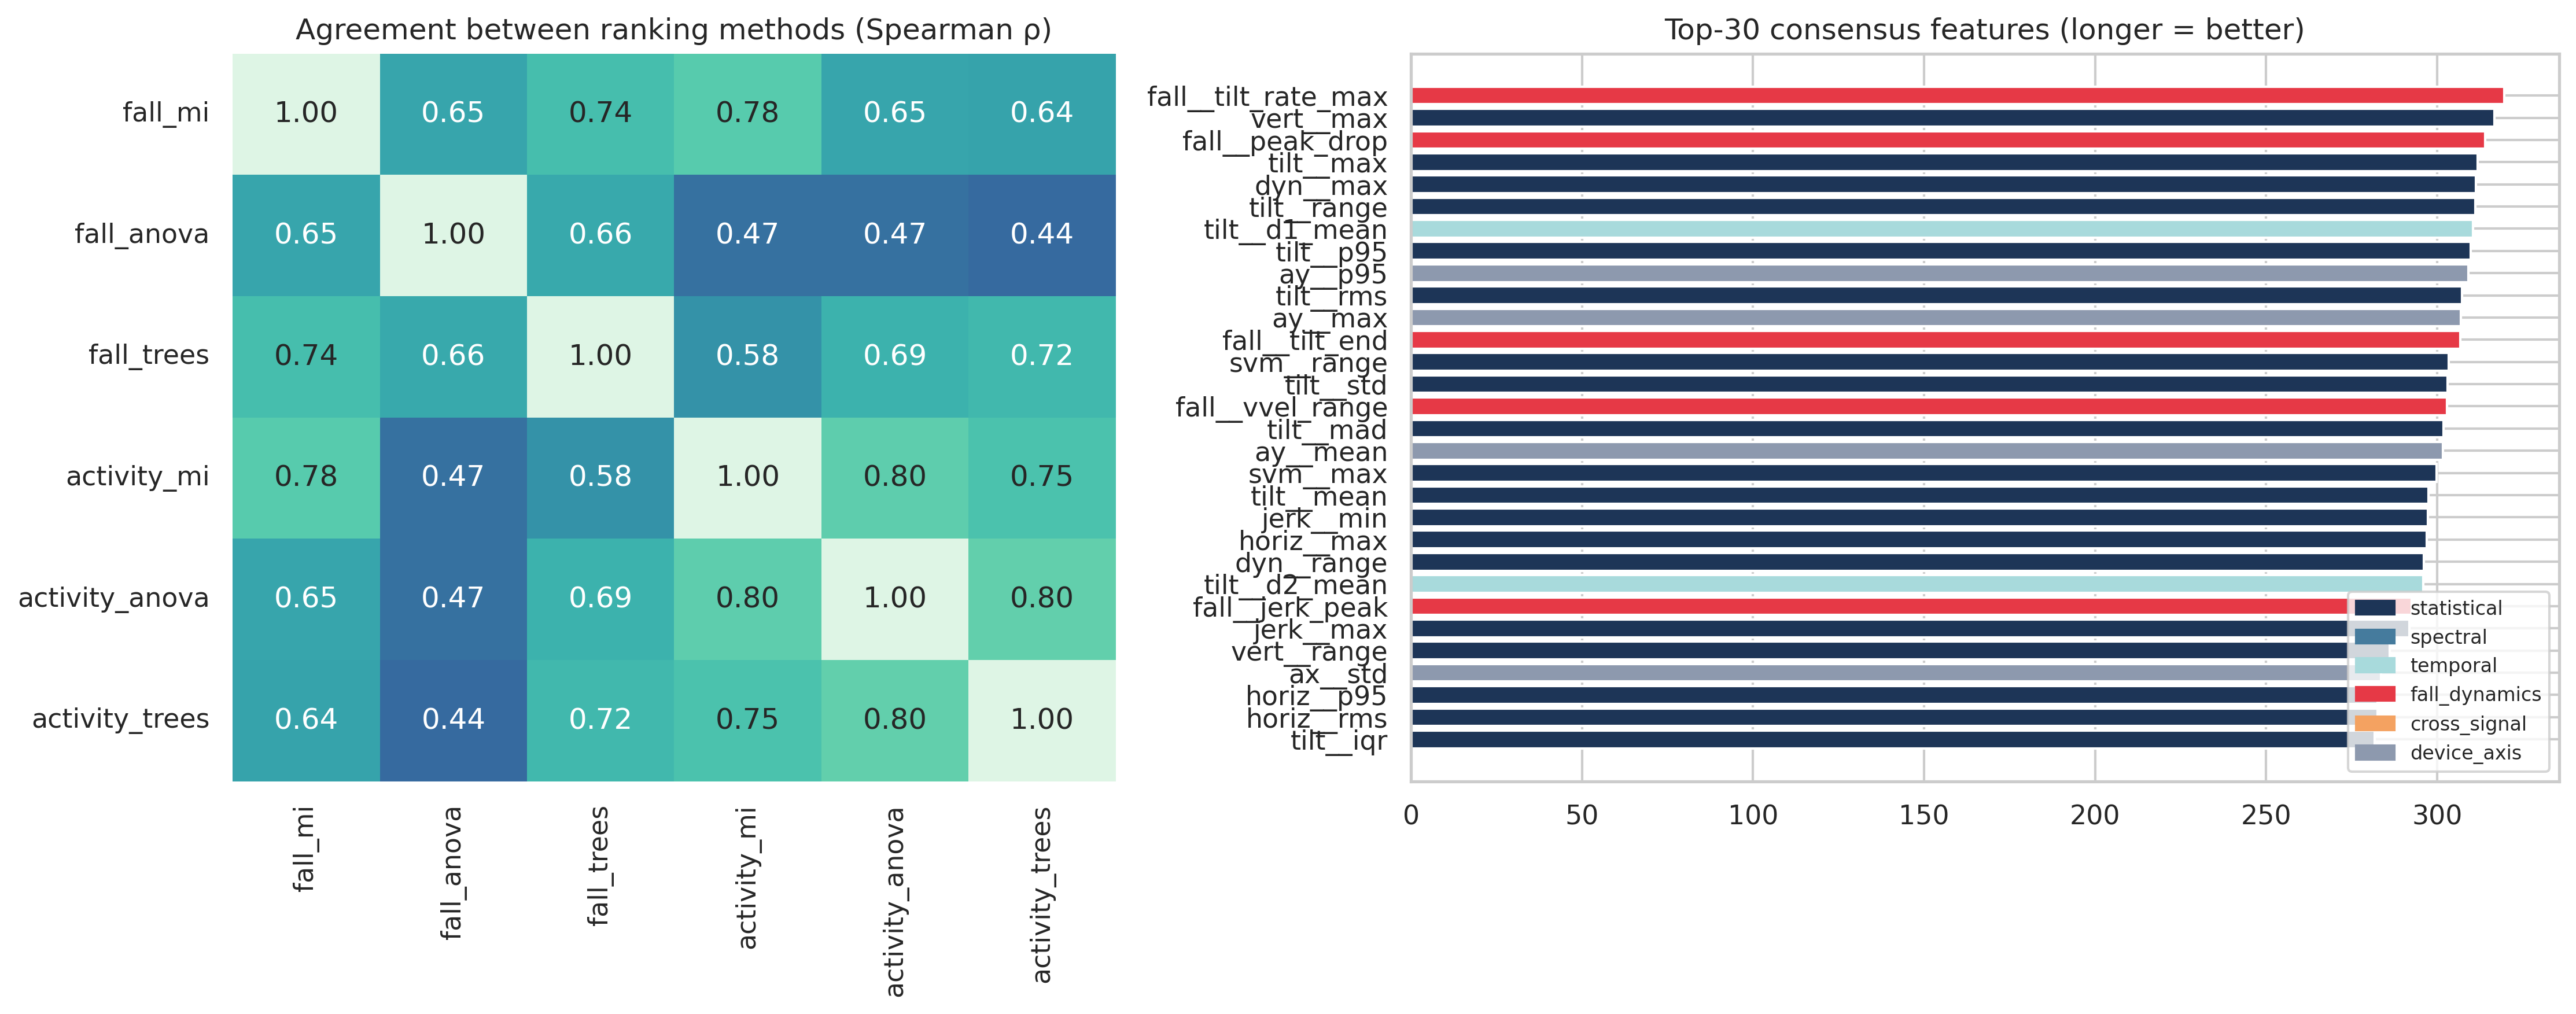 Agreement between ranking methods (Spearman ρ)
fall_mi 1.00 0.65 0.74 0.78 0.65 0.64
fall_anova 0.65 1.00 0.66 0.47 0.47 0.44
fall_trees 0.74 0.66 1.00 0.58 0.69 0.72
activity_mi 0.78 0.47 0.58 1.00 0.80 0.75
activity_anova 0.65 0.47 0.69 0.80 1.00 0.80
activity_trees 0.64 0.44 0.72 0.75 0.80 1.00
fall_mi fall_anova fall_trees activity_mi activity_anova activity_trees
Top-30 consensus features (longer = better)
fall__tilt_rate_max
vert__max
fall__peak_drop
tilt__max
dyn__max
tilt__range
tilt__d1_mean
tilt__p95
ay__p95
tilt__rms
ay__max
fall__tilt_end
svm__range
tilt__std
fall__vvel_range
tilt__mad
ay__mean
svm__max
tilt__mean
jerk__min
horiz__max
dyn__range
tilt__d2_mean
fall__jerk_peak
jerk__max
vert__range
ax__std
horiz__p95
horiz__rms
tilt__iqr
0 50 100 150 200 250 300
statistical
spectral
temporal
fall_dynamics
cross_signal
device_axis